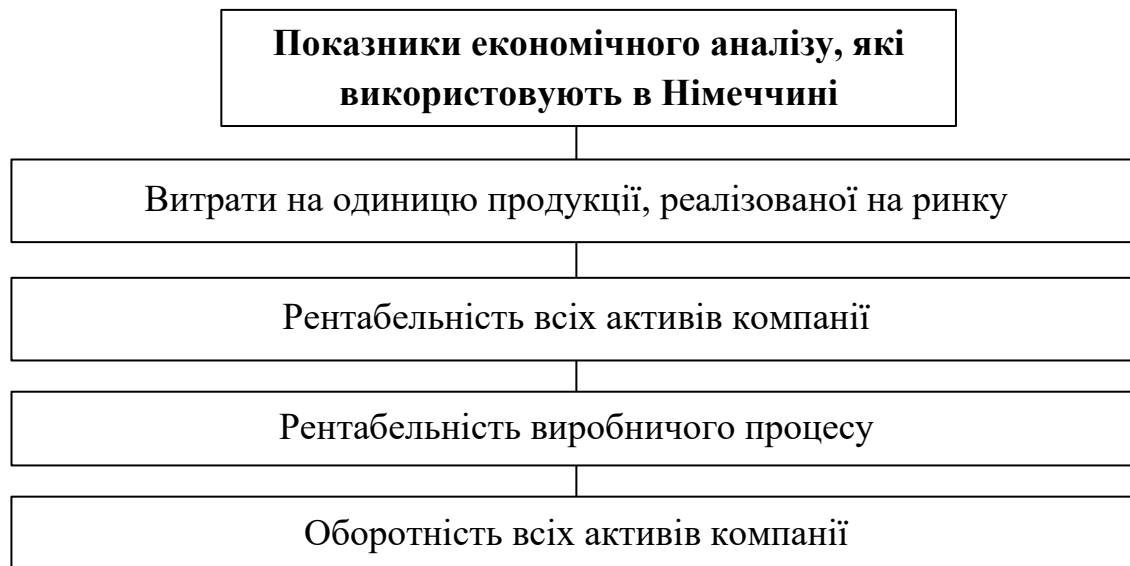 Показники економічного аналізу, які
використовують в Німеччині
Витрати на одиницю продукції, реалізованої на ринку
Рентабельність всіх активів компанії
Рентабельність виробничого процесу
Оборотність всіх активів компанії